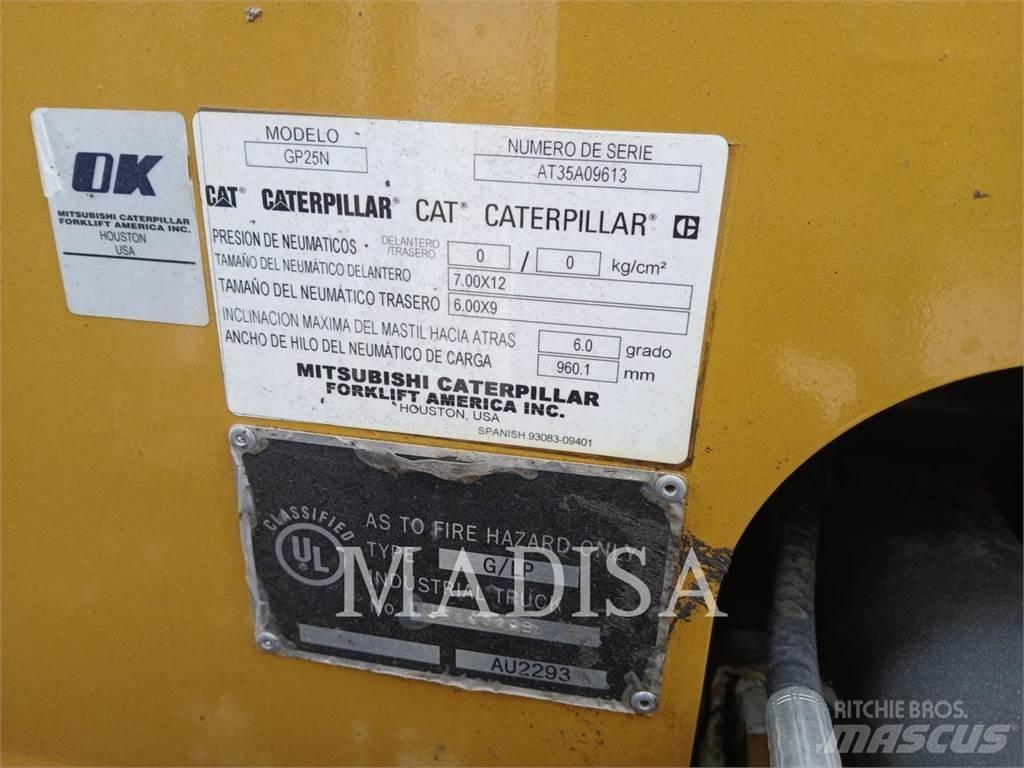 OK
MITSUBISHI CATERPILLAR
FORKLIFT AMERICA INC.
HOUSTON
USA
MODELO
GP25N
NUMERO DE SERIE
AT35A09613
CAT® CATERPILLAR® CAT® CATERPILLAR®
PRESION DE NEUMATICOS DELANTERO /TRASERO 0 / 0 kg/cm²
TAMAÑO DEL NEUMÁTICO DELANTERO 7.00X12
TAMAÑO DEL NEUMÁTICO TRASERO 6.00X9
INCLINACION MAXIMA DEL MASTIL HACIA ATRAS 6.0 grado
ANCHO DE HILO DEL NEUMÁTICO DE CARGA 960.1 mm
MITSUBISHI CATERPILLAR
FORKLIFT AMERICA INC.
HOUSTON, USA
SPANISH 93083-09401
CLASSIFIED
UL
AS TO FIRE HAZARD ONLY
TYPE G/LP
INDUSTRIAL TRUCK
No.
AU2293
MADISA
RITCHIE BROS.
MASCUS